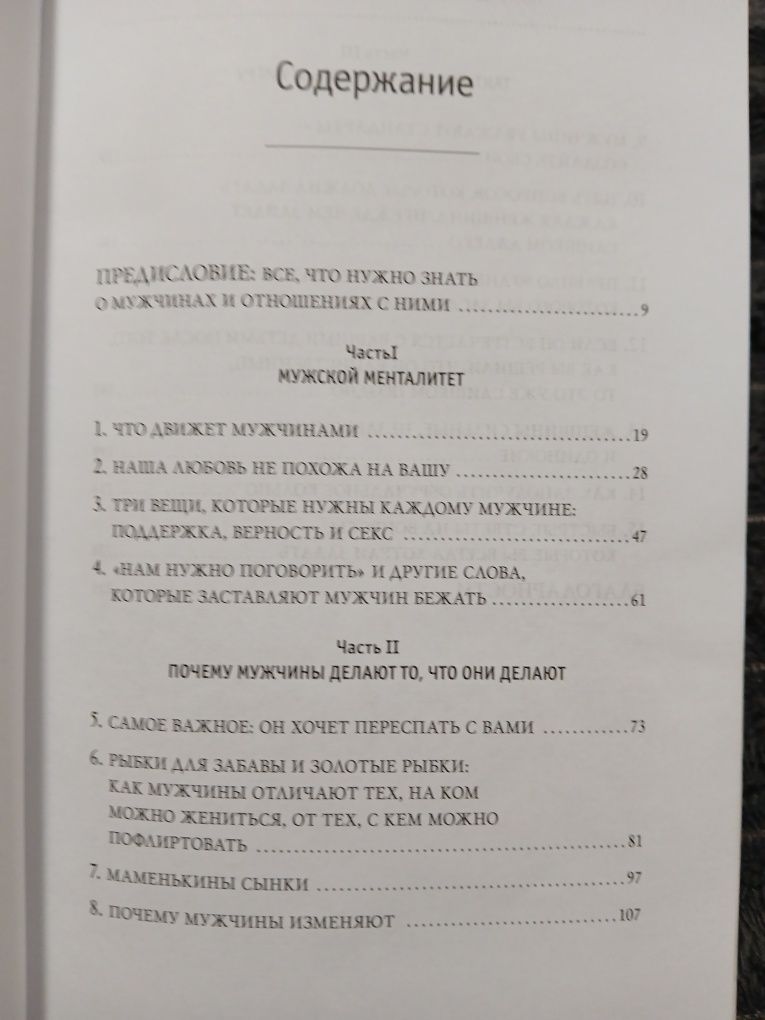 Содержание
ПРЕДИСЛОВИЕ: ВСЕ, ЧТО НУЖНО ЗНАТЬ
О МУЖЧИНАХ И ОТНОШЕНИЯХ С НИМИ ........................9
Часть I
МУЖСКОЙ МЕНТАЛИТЕТ
1. ЧТО ДВИЖЕТ МУЖЧИНАМИ ........................19
2. НАША ЛЮБОВЬ НЕ ПОХОЖА НА ВАШУ ........................28
3. ТРИ ВЕЩИ, КОТОРЫЕ НУЖНЫ КАЖДОМУ МУЖЧИНЕ:
ПОДДЕРЖКА, ВЕРНОСТЬ И СЕКС ........................47
4. «НАМ НУЖНО ПОГОВОРИТЬ» И ДРУГИЕ СЛОВА,
КОТОРЫЕ ЗАСТАВЛЯЮТ МУЖЧИН БЕЖАТЬ ........................61
Часть II
ПОЧЕМУ МУЖЧИНЫ ДЕЛАЮТ ТО, ЧТО ОНИ ДЕЛАЮТ
5. САМОЕ ВАЖНОЕ: ОН ХОЧЕТ ПЕРЕСПАТЬ С ВАМИ ............73
6. РЫБКИ ДЛЯ ЗАБАВЫ И ЗОЛОТЫЕ РЫБКИ:
КАК МУЖЧИНЫ ОТЛИЧАЮТ ТЕХ, НА КОМ
МОЖНО ЖЕНИТЬСЯ, ОТ ТЕХ, С КЕМ МОЖНО
ПОФЛИРТОВАТЬ ........................81
7. МАМЕНЬКИНЫ СЫНКИ ........................97
8. ПОЧЕМУ МУЖЧИНЫ ИЗМЕНЯЮТ ........................107